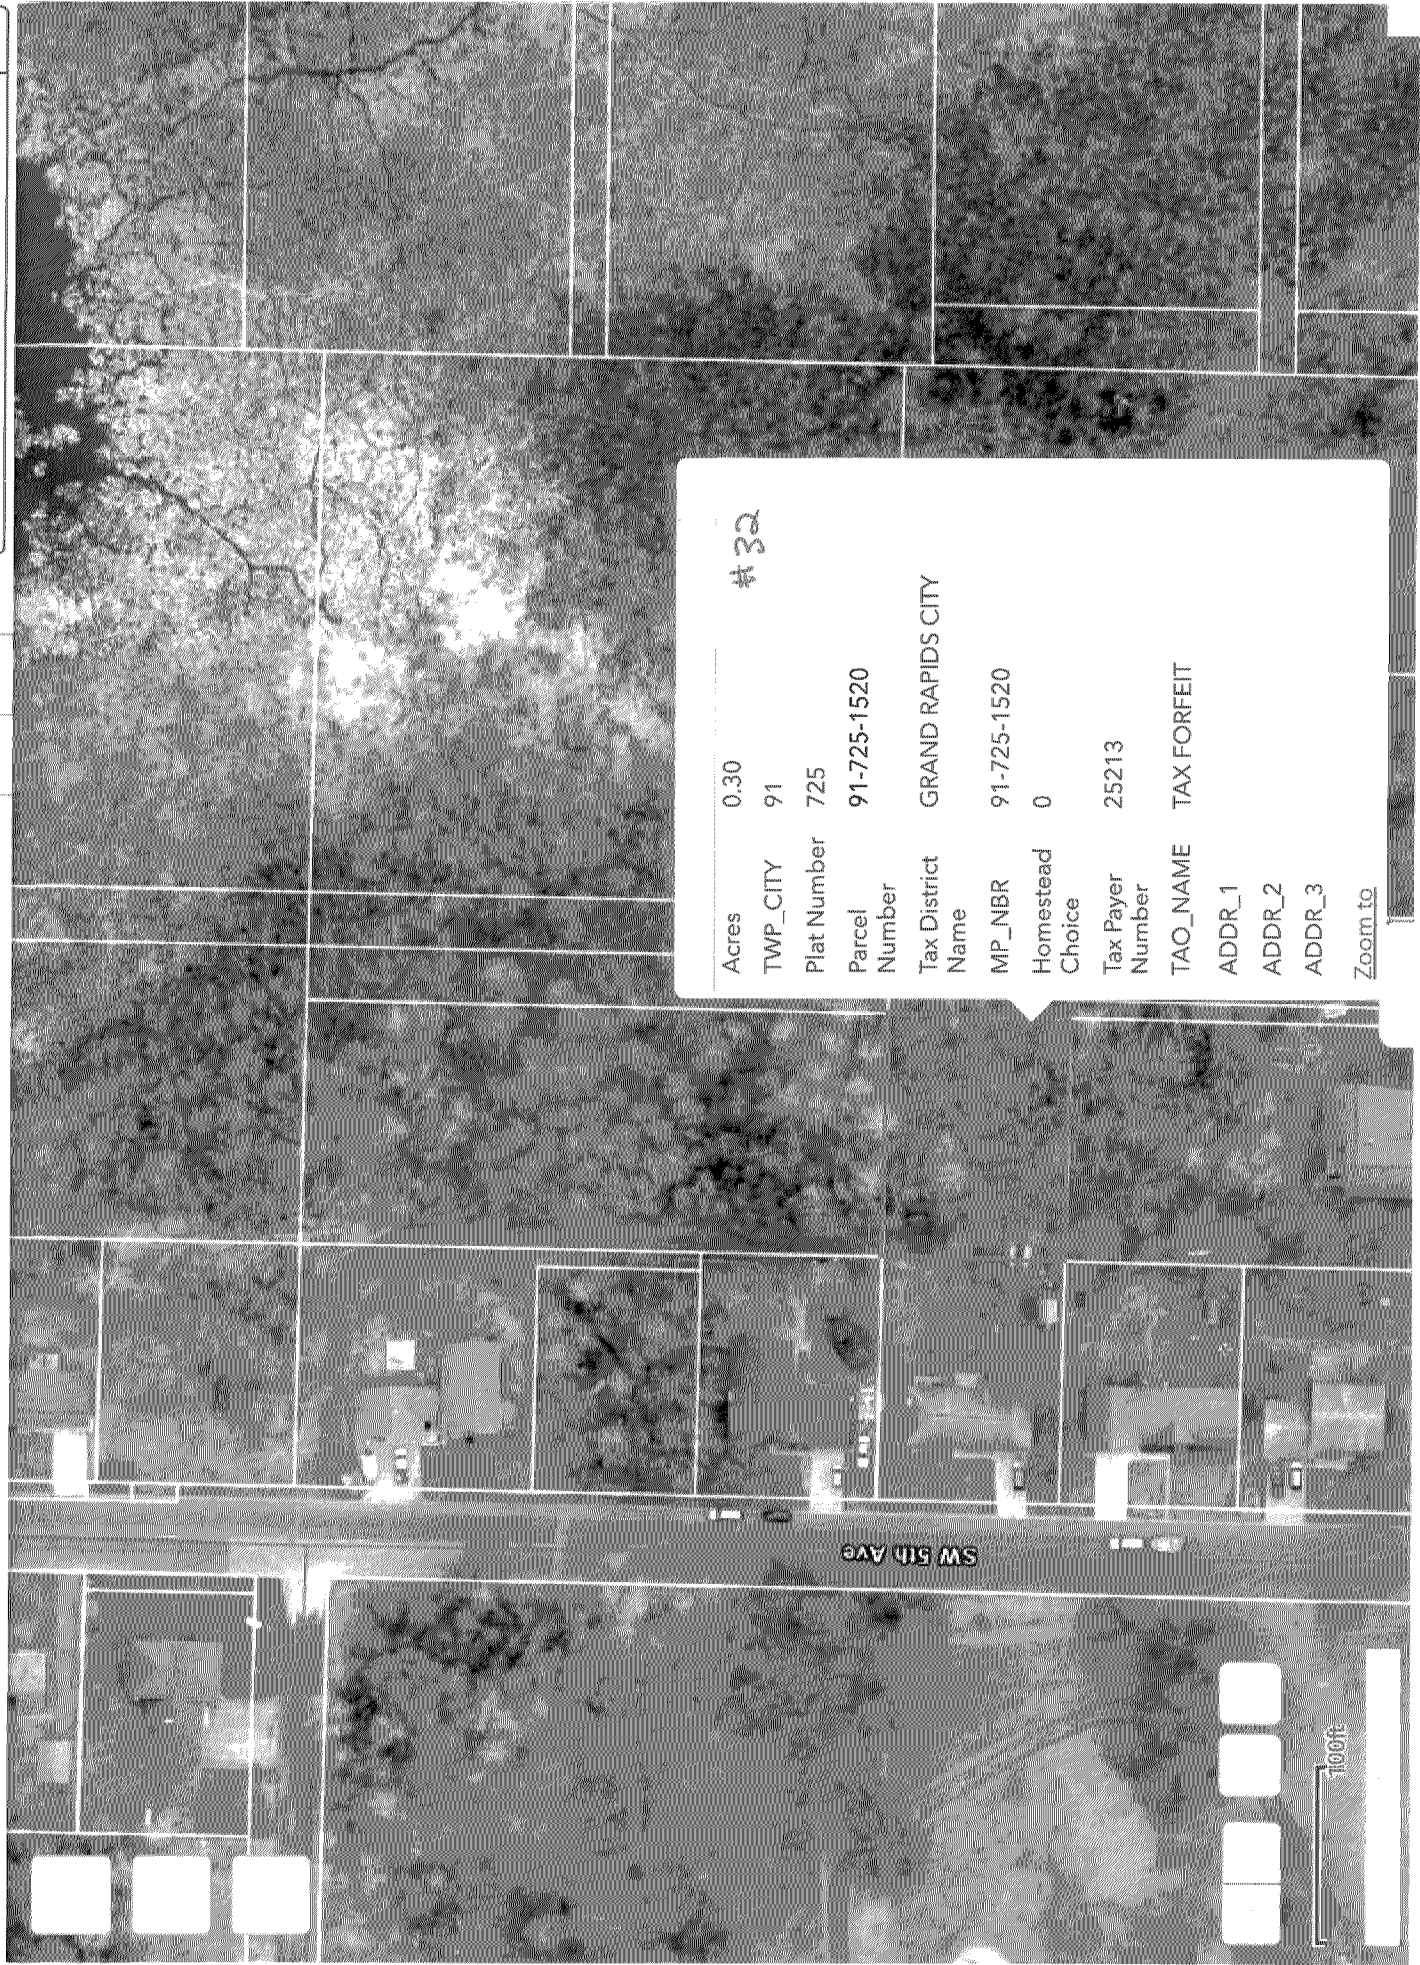 #32
Acres 0.30
TWP_CITY 91
Plat Number 725
Parcel Number 91-725-1520
Tax District Name GRAND RAPIDS CITY
MP_NBR 91-725-1520
Homestead Choice 0
Tax Payer Number 25213
TAO_NAME TAX FORFEIT
ADDR_1
ADDR_2
ADDR_3
Zoom to
SW 5th Ave
100ft